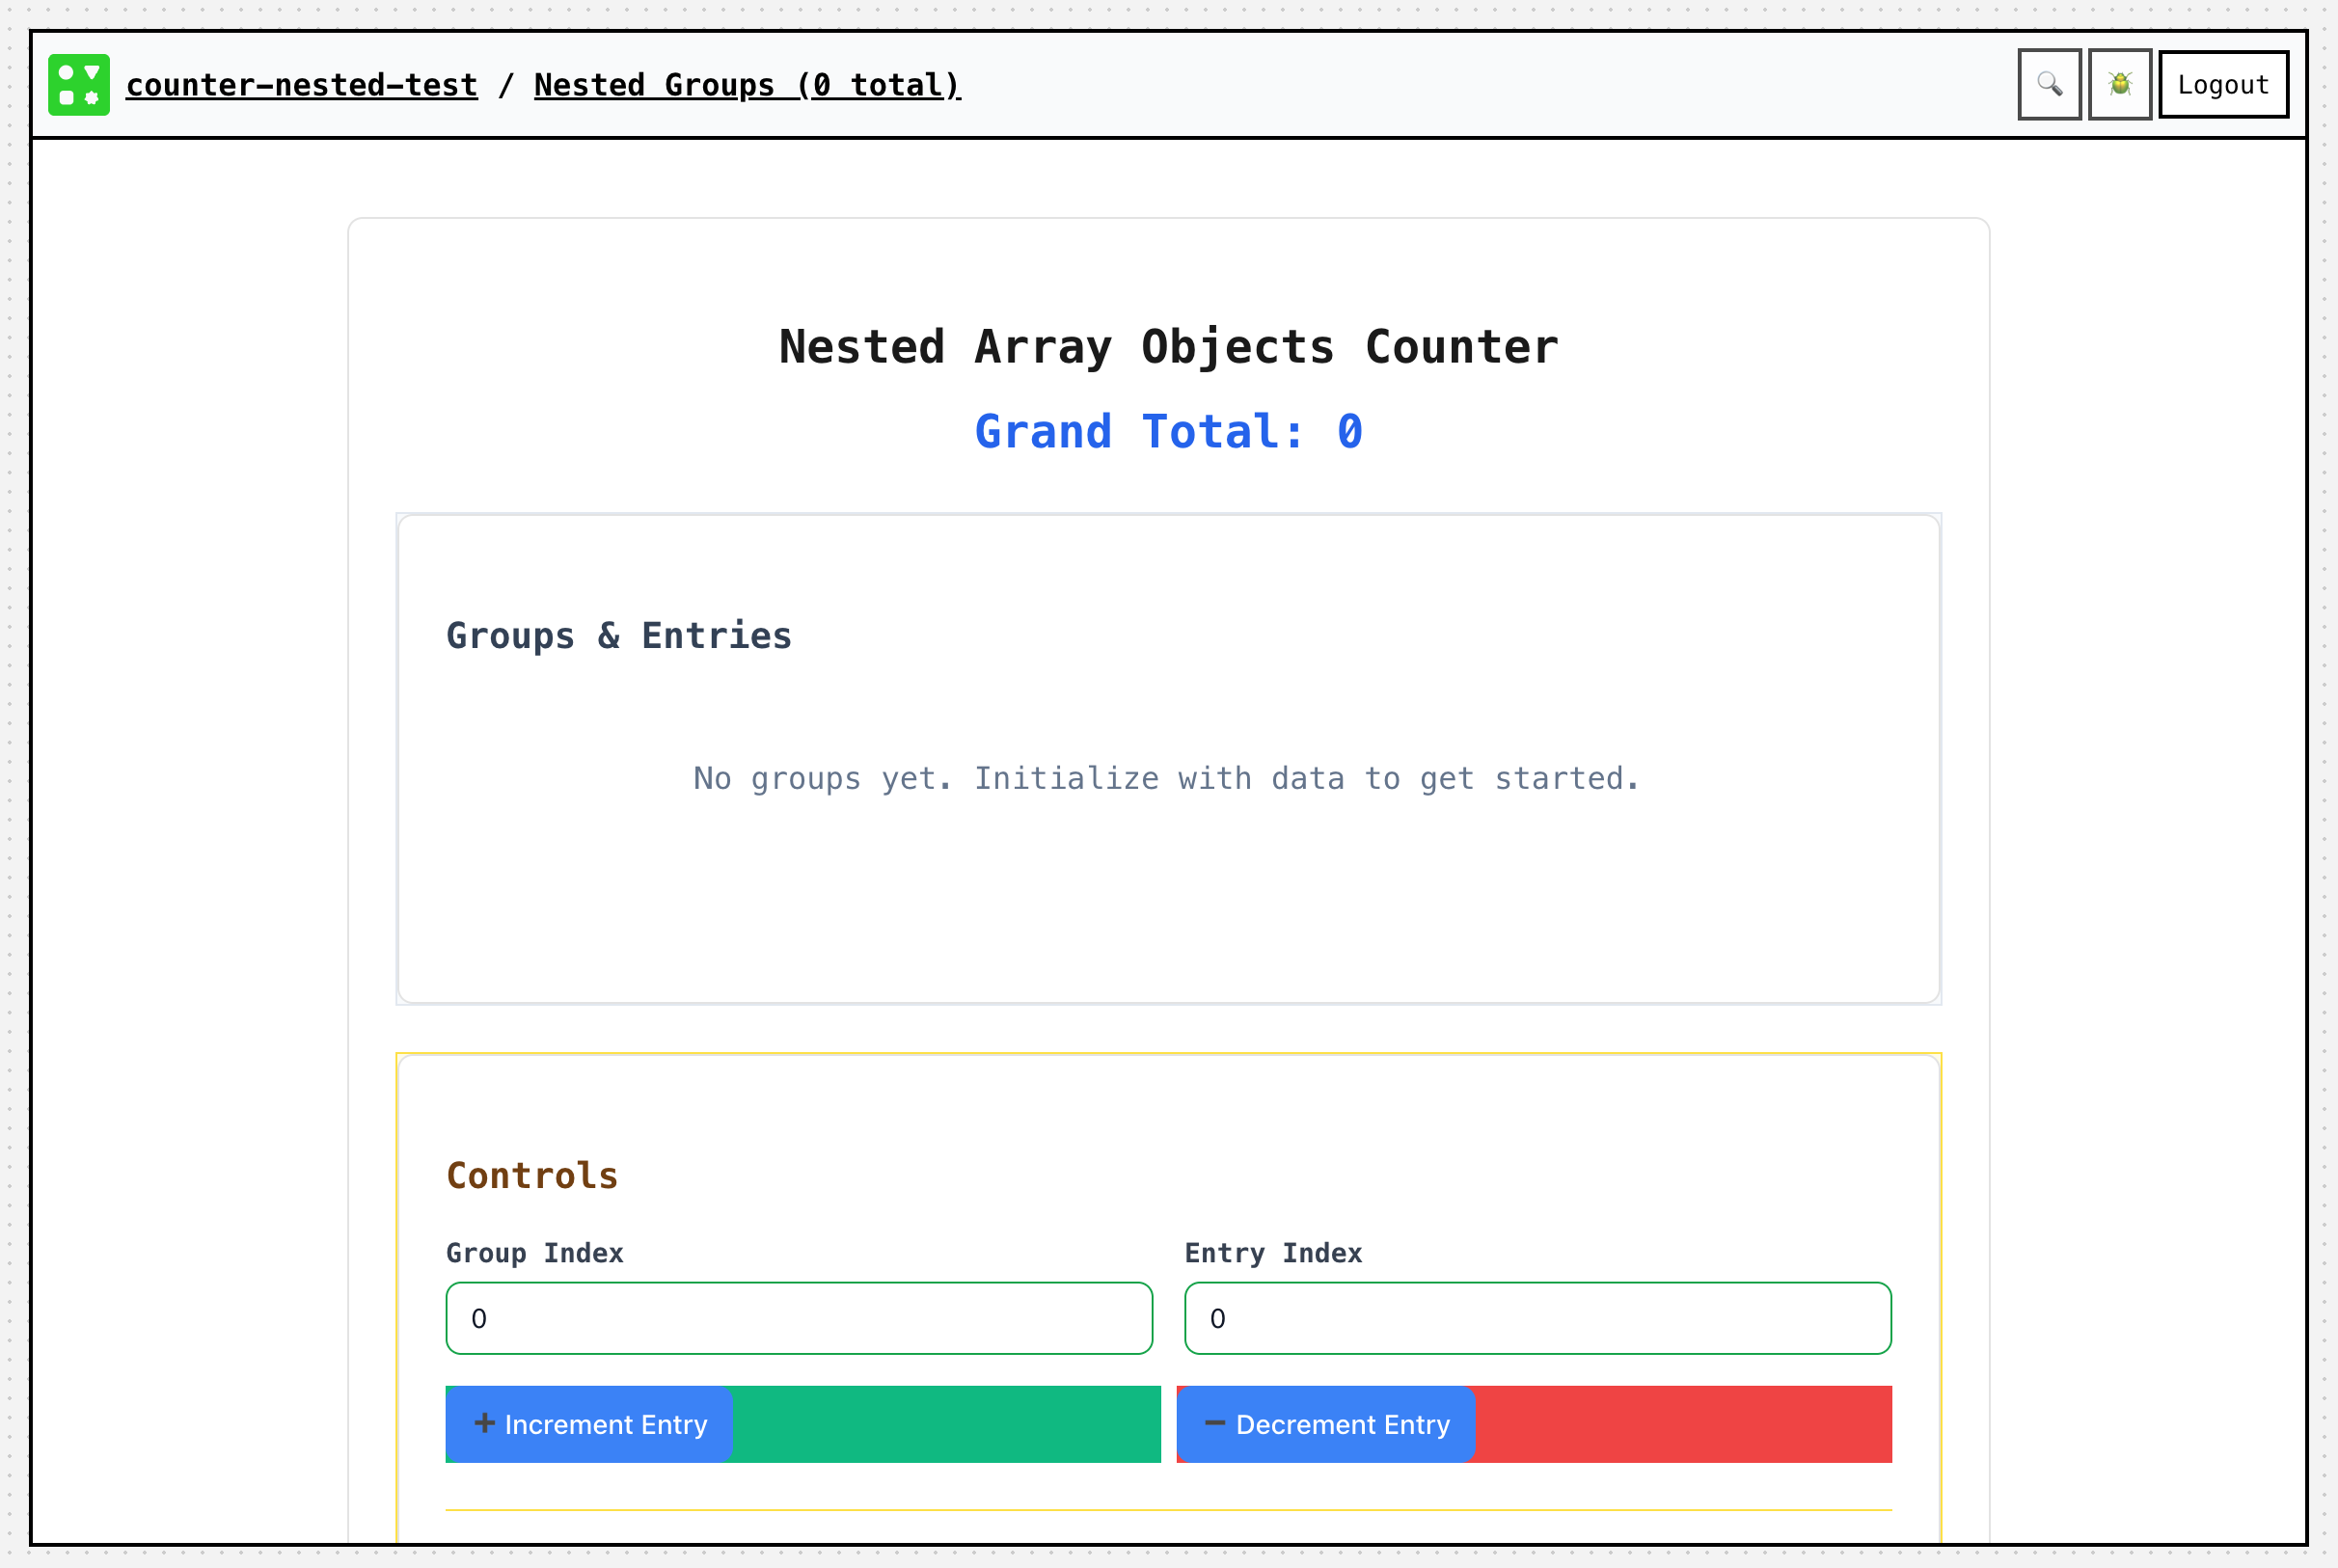 counter-nested-test / Nested Groups (0 total)
Logout
Nested Array Objects Counter
Grand Total: 0
Groups & Entries
No groups yet. Initialize with data to get started.
Controls
Group Index
Entry Index
0
0
➕ Increment Entry
➖ Decrement Entry